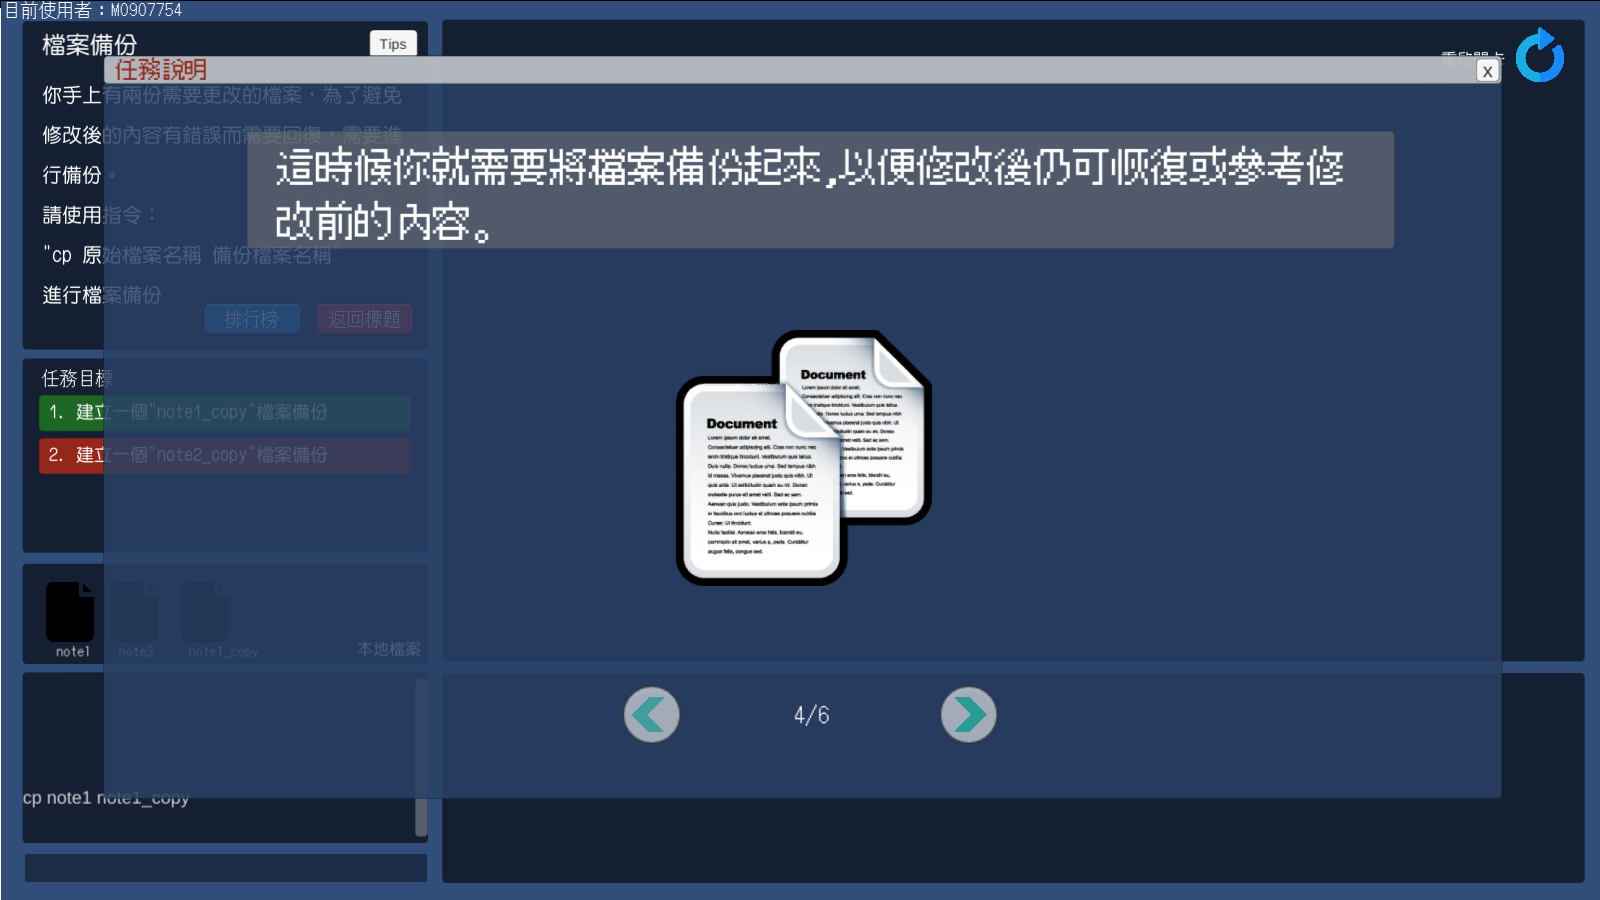 目前使用者：M0907754
檔案備份
Tips
任務說明
x
你手上有兩份需要更改的檔案，為了避免
修改後的內容有錯誤而需要回復，需要進
行備份。
請使用指令：
"cp 原始檔案名稱 備份檔案名稱"
進行檔案備份
排行榜
返回標題
這時候你就需要將檔案備份起來,以便修改後仍可恢復或參考修
改前的內容。
任務目標
1. 建立一個"note1_copy"檔案備份
2. 建立一個"note2_copy"檔案備份
Document
Document
note1
note2
note1_copy
本地檔案
4/6
cp note1 note1_copy